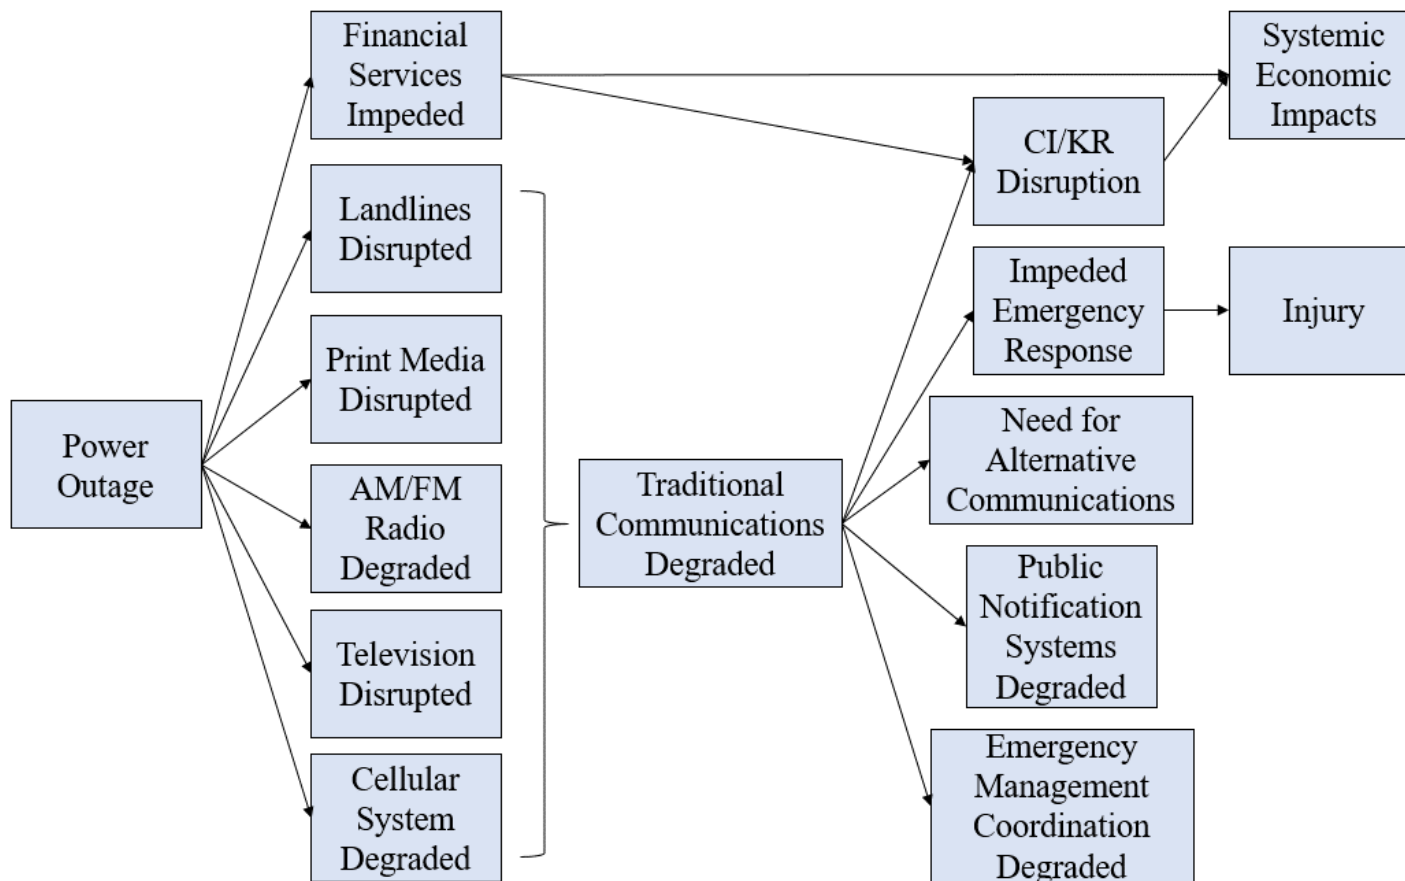 Financial
Services
Impeded
Systemic
Economic
Impacts
CI/KR
Disruption
Landlines
Disrupted
Impeded
Emergency
Response
Injury
Print Media
Disrupted
Power
Outage
Need for
Alternative
Communications
AM/FM
Radio
Degraded
Traditional
Communications
Degraded
Public
Notification
Systems
Degraded
Television
Disrupted
Cellular
System
Degraded
Emergency
Management
Coordination
Degraded